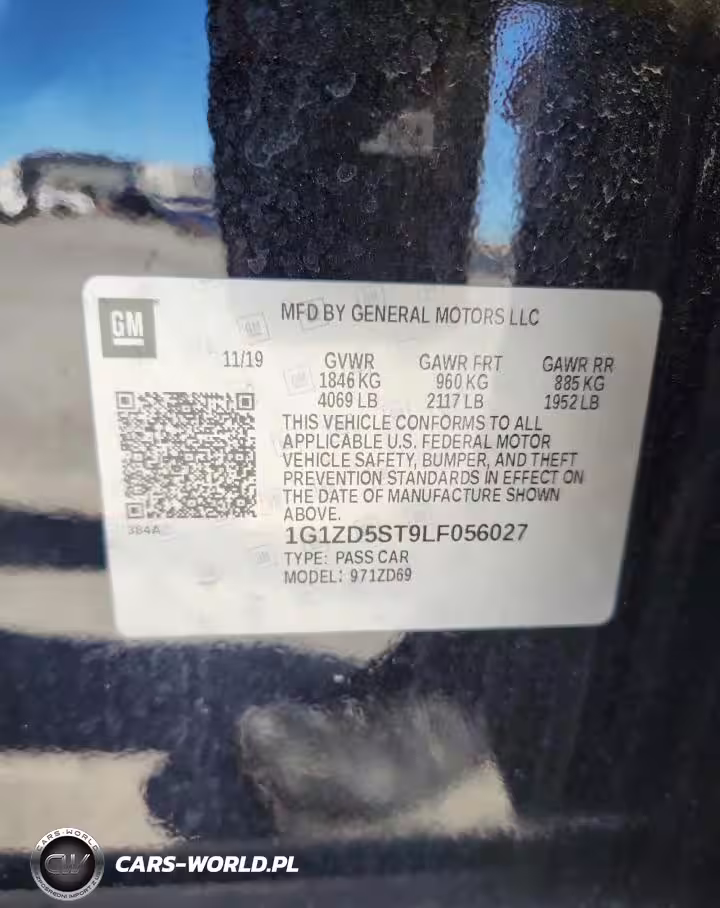 GM
MFD BY GENERAL MOTORS LLC
11/19 GVWR GAWR FRT GAWR RR
1846 KG 960 KG 885 KG
4069 LB 2117 LB 1952 LB
THIS VEHICLE CONFORMS TO ALL
APPLICABLE U.S. FEDERAL MOTOR
VEHICLE SAFETY, BUMPER, AND THEFT
PREVENTION STANDARDS IN EFFECT ON
THE DATE OF MANUFACTURE SHOWN
ABOVE.
384A
1G1ZD5ST9LF056027
TYPE: PASS CAR
MODEL: 971ZD69
CARS-WORLD
CW
CARS-WORLD.PL